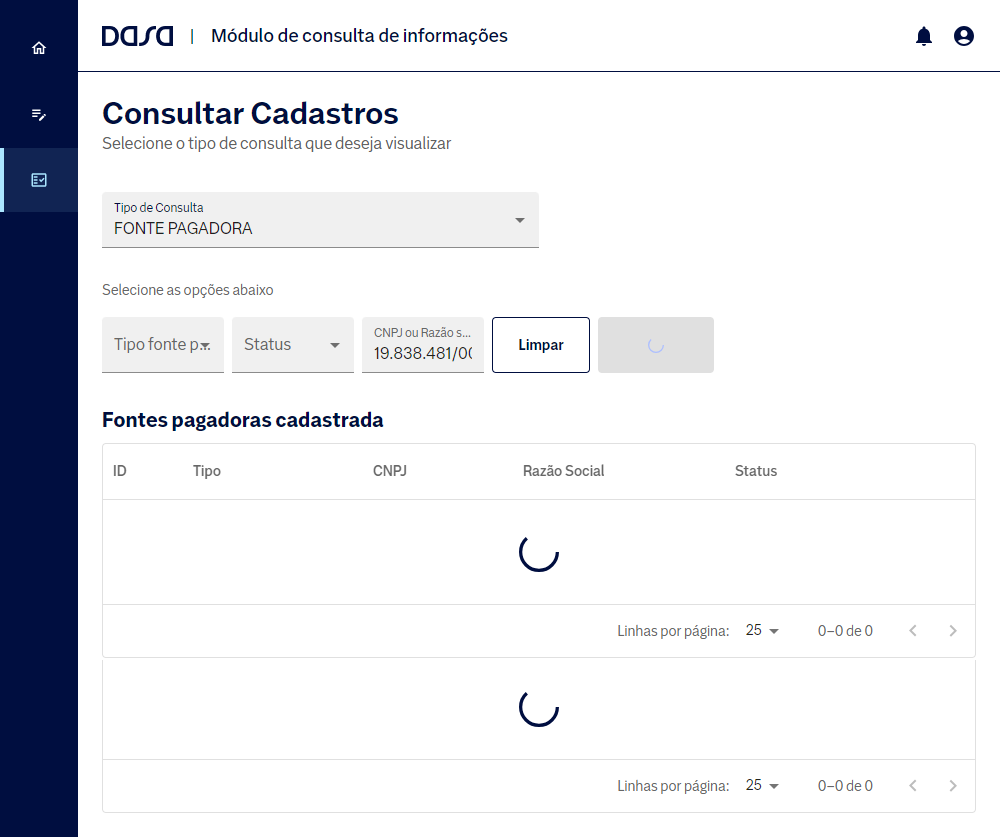 Dasa | Módulo de consulta de informações
Consultar Cadastros
Selecione o tipo de consulta que deseja visualizar
Tipo de Consulta
FONTE PAGADORA
Selecione as opções abaixo
Tipo fonte p...
Status
CNPJ ou Razão s...
19.838.481/00
Limpar
Fontes pagadoras cadastrada
ID Tipo CNPJ Razão Social Status
Linhas por página: 25 0–0 de 0
Linhas por página: 25 0–0 de 0